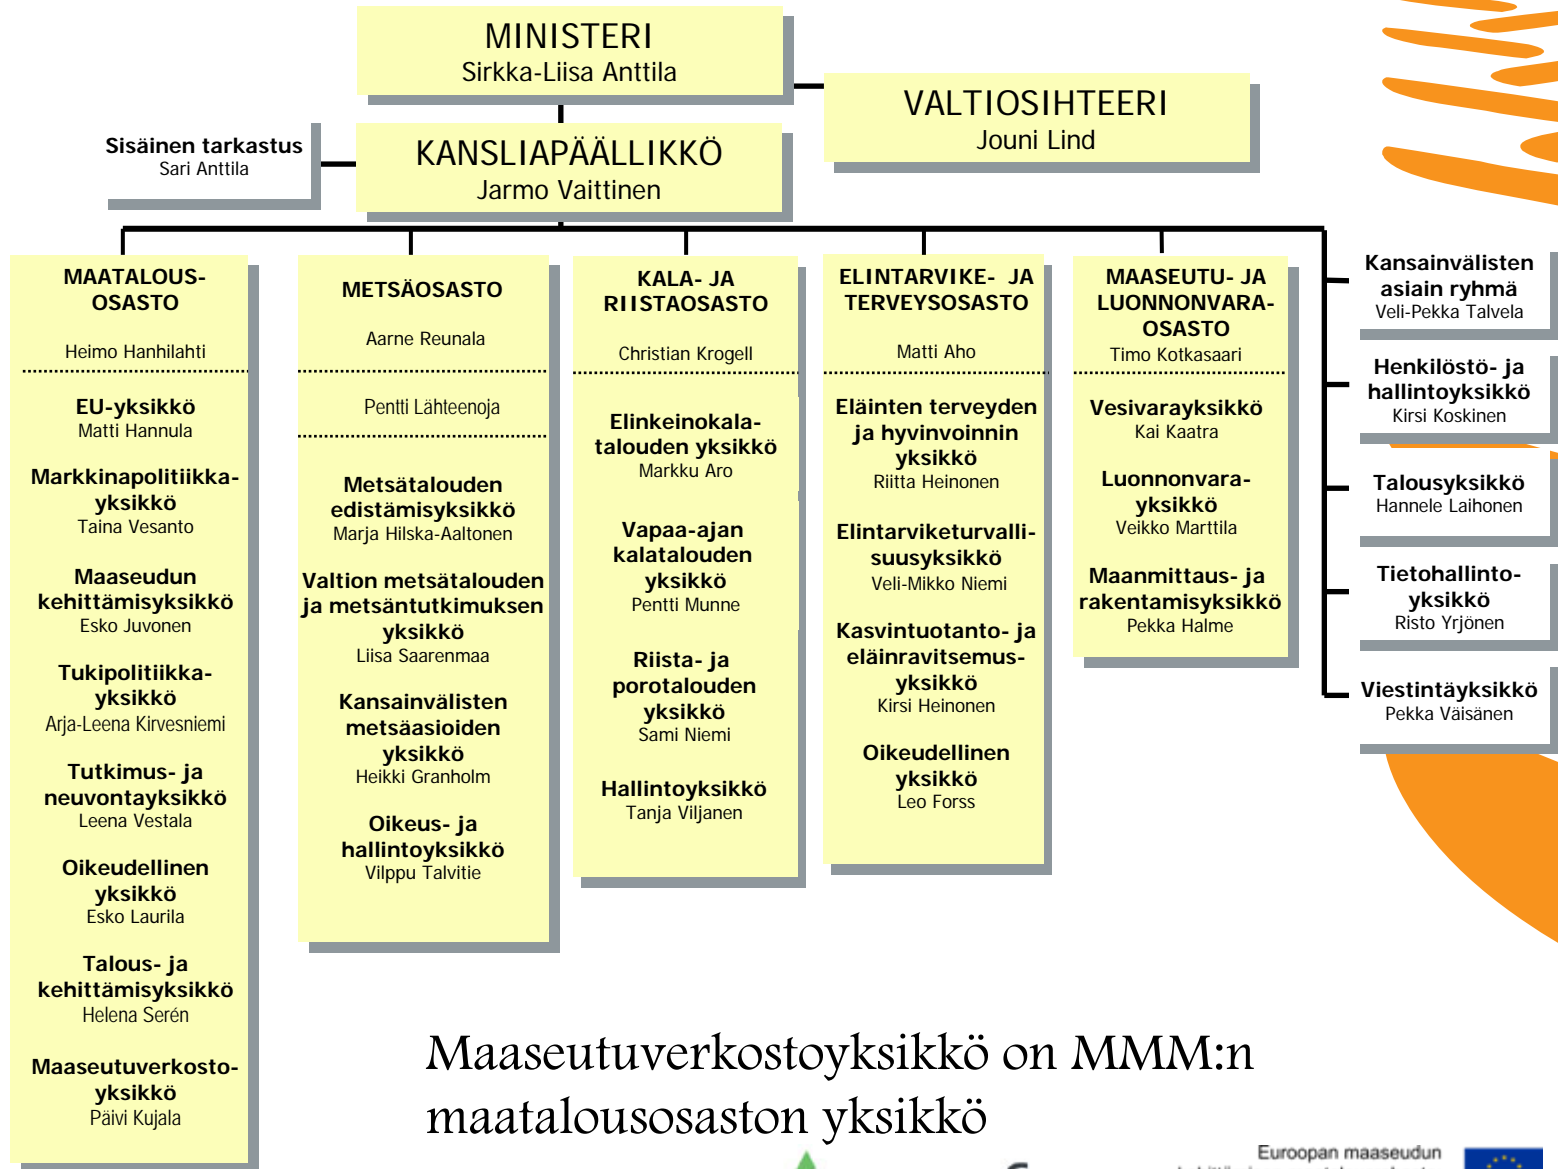 MINISTERI
Sirkka-Liisa Anttila
VALTIOSIHTEERI
Jouni Lind
Sisäinen tarkastus
Sari Anttila
KANSLIAPÄÄLLIKKÖ
Jarmo Vaittinen
MAATALOUS-
OSASTO
Heimo Hanhilahti
EU-yksikkö
Matti Hannula
Markkinapolitiikka-
yksikkö
Taina Vesanto
Maaseudun
kehittämisyksikkö
Esko Juvonen
Tukipolitiikka-
yksikkö
Arja-Leena Kirvesniemi
Tutkimus- ja
neuvontayksikkö
Leena Vestala
Oikeudellinen
yksikkö
Esko Laurila
Talous- ja
kehittämisyksikkö
Helena Serén
Maaseutuverkosto-
yksikkö
Päivi Kujala
METSÄOSASTO
Aarne Reunala
Pentti Lähteenoja
Metsätalouden
edistämisyksikkö
Marja Hilska-Aaltonen
Valtion metsätalouden
ja metsäntutkimuksen
yksikkö
Liisa Saarenmaa
Kansainvälisten
metsäasioiden
yksikkö
Heikki Granholm
Oikeus- ja
hallintoyksikkö
Vilppu Talvitie
KALA- JA
RIISTAOSASTO
Christian Krogell
Elinkeinokala-
talouden yksikkö
Markku Aro
Vapaa-ajan
kalatalouden
yksikkö
Pentti Munne
Riista- ja
porotalouden
yksikkö
Sami Niemi
Hallintoyksikkö
Tanja Viljanen
ELINTARVIKE- JA
TERVEYSOSASTO
Matti Aho
Eläinten terveyden
ja hyvinvoinnin
yksikkö
Riitta Heinonen
Elintarviketurvalli-
suusyksikkö
Veli-Mikko Niemi
Kasvintuotanto- ja
eläinravitsemus-
yksikkö
Kirsi Heinonen
Oikeudellinen
yksikkö
Leo Forss
MAASEUTU- JA
LUONNONVARA-
OSASTO
Timo Kotkasaari
Vesivarayksikkö
Kai Kaatra
Luonnonvara-
yksikkö
Veikko Marttila
Maanmittaus- ja
rakentamisyksikkö
Pekka Halme
Kansainvälisten
asiain ryhmä
Veli-Pekka Talvela
Henkilöstö- ja
hallintoyksikkö
Kirsi Koskinen
Talousyksikkö
Hannele Laihonen
Tietohallinto-
yksikkö
Risto Yrjönen
Viestintäyksikkö
Pekka Väisänen
Maaseutuverkostoyksikkö on MMM:n
maatalousosaston yksikkö
Euroopan maaseudun